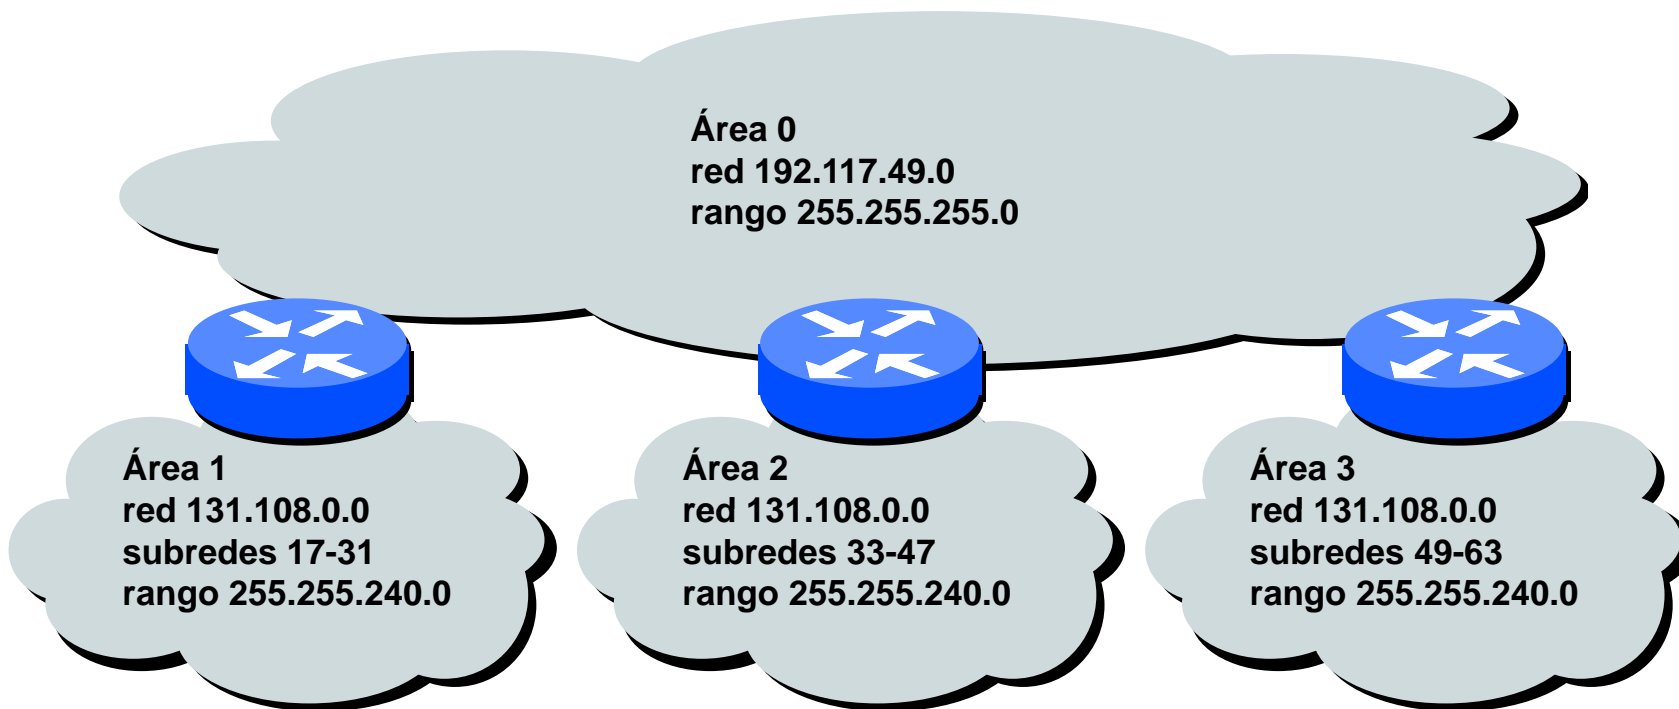 Área 0
red 192.117.49.0
rango 255.255.255.0
Área 1
red 131.108.0.0
subredes 17-31
rango 255.255.240.0
Área 2
red 131.108.0.0
subredes 33-47
rango 255.255.240.0
Área 3
red 131.108.0.0
subredes 49-63
rango 255.255.240.0